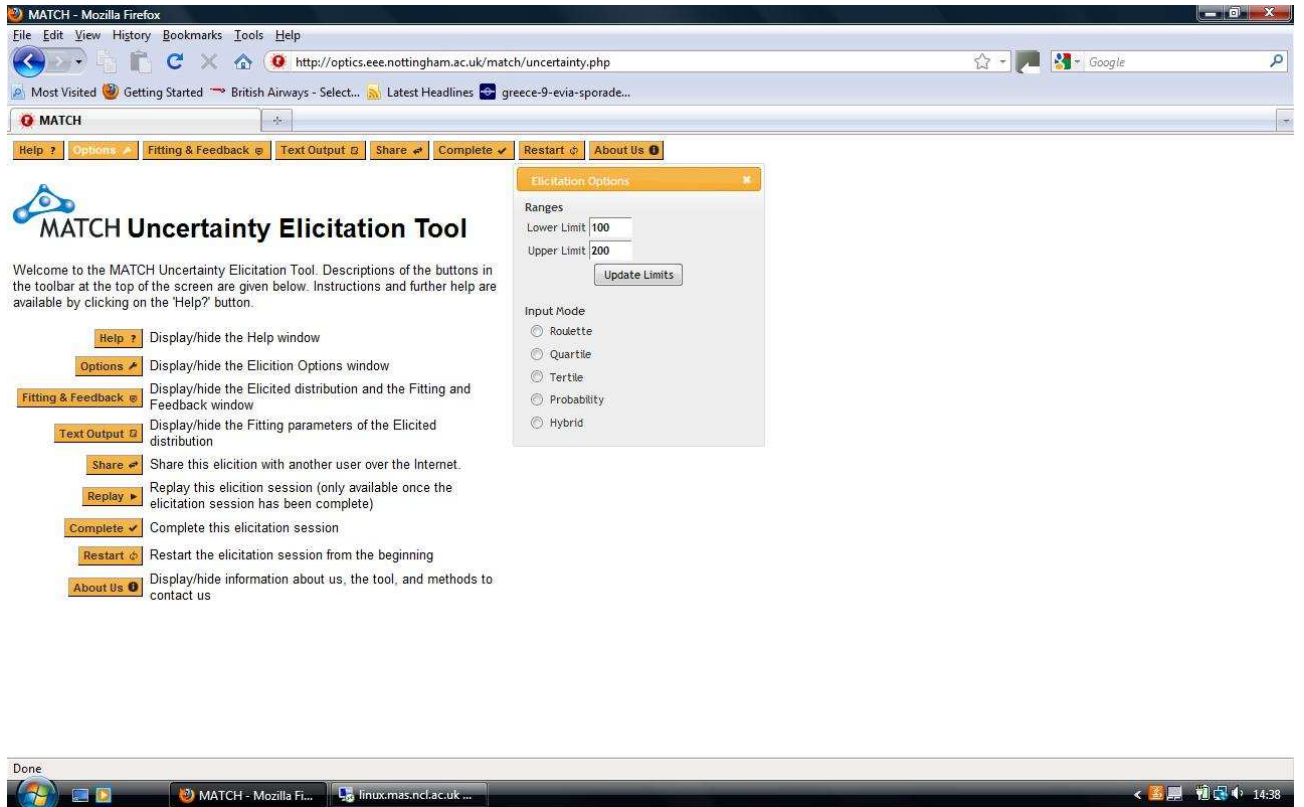 MATCH - Mozilla Firefox
File Edit View History Bookmarks Tools Help
http://optics.eee.nottingham.ac.uk/match/uncertainty.php
Google
Most Visited Getting Started British Airways - Select... Latest Headlines greece-9-evia-sporade...
MATCH
Help ? Options Fitting & Feedback Text Output Share Complete Restart About Us
Elicitation Options
Ranges
Lower Limit 100
Upper Limit 200
Update Limits
Input Mode
Roulette
Quartile
Tertile
Probability
Hybrid
MATCH Uncertainty Elicitation Tool
Welcome to the MATCH Uncertainty Elicitation Tool. Descriptions of the buttons in
the toolbar at the top of the screen are given below. Instructions and further help are
available by clicking on the 'Help?' button.
Help ? Display/hide the Help window
Options Display/hide the Elicition Options window
Fitting & Feedback Display/hide the Elicited distribution and the Fitting and
Feedback window
Text Output Display/hide the Fitting parameters of the Elicited
distribution
Share Share this elicition with another user over the Internet.
Replay Replay this elicition session (only available once the
elicitation session has been complete)
Complete Complete this elicitation session
Restart Restart the elicitation session from the beginning
About Us Display/hide information about us, the tool, and methods to
contact us
Done
MATCH - Mozilla Fi... linux.mas.ncl.ac.uk ... 14:38